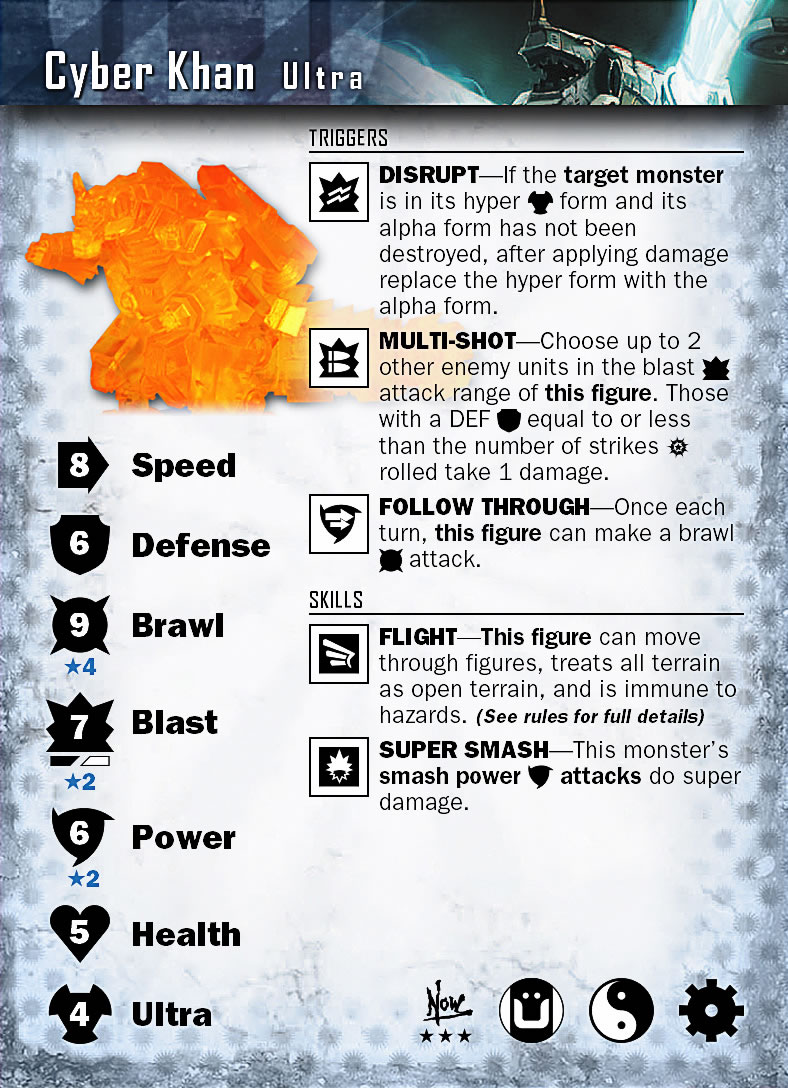 Cyber Khan Ultra
TRIGGERS
DISRUPT—If the target monster
is in its hyper form and its
alpha form has not been
destroyed, after applying damage
replace the hyper form with the
alpha form.
MULTI-SHOT—Choose up to 2
other enemy units in the blast
attack range of this figure. Those
with a DEF equal to or less
than the number of strikes
rolled take 1 damage.
FOLLOW THROUGH—Once each
turn, this figure can make a brawl
attack.
SKILLS
FLIGHT—This figure can move
through figures, treats all terrain
as open terrain, and is immune to
hazards. (See rules for full details)
SUPER SMASH—This monster's
smash power attacks do super
damage.
8 Speed
6 Defense
9 Brawl
★4
7 Blast
★2
6 Power
★2
5 Health
4 Ultra
Now
★★★
Ü